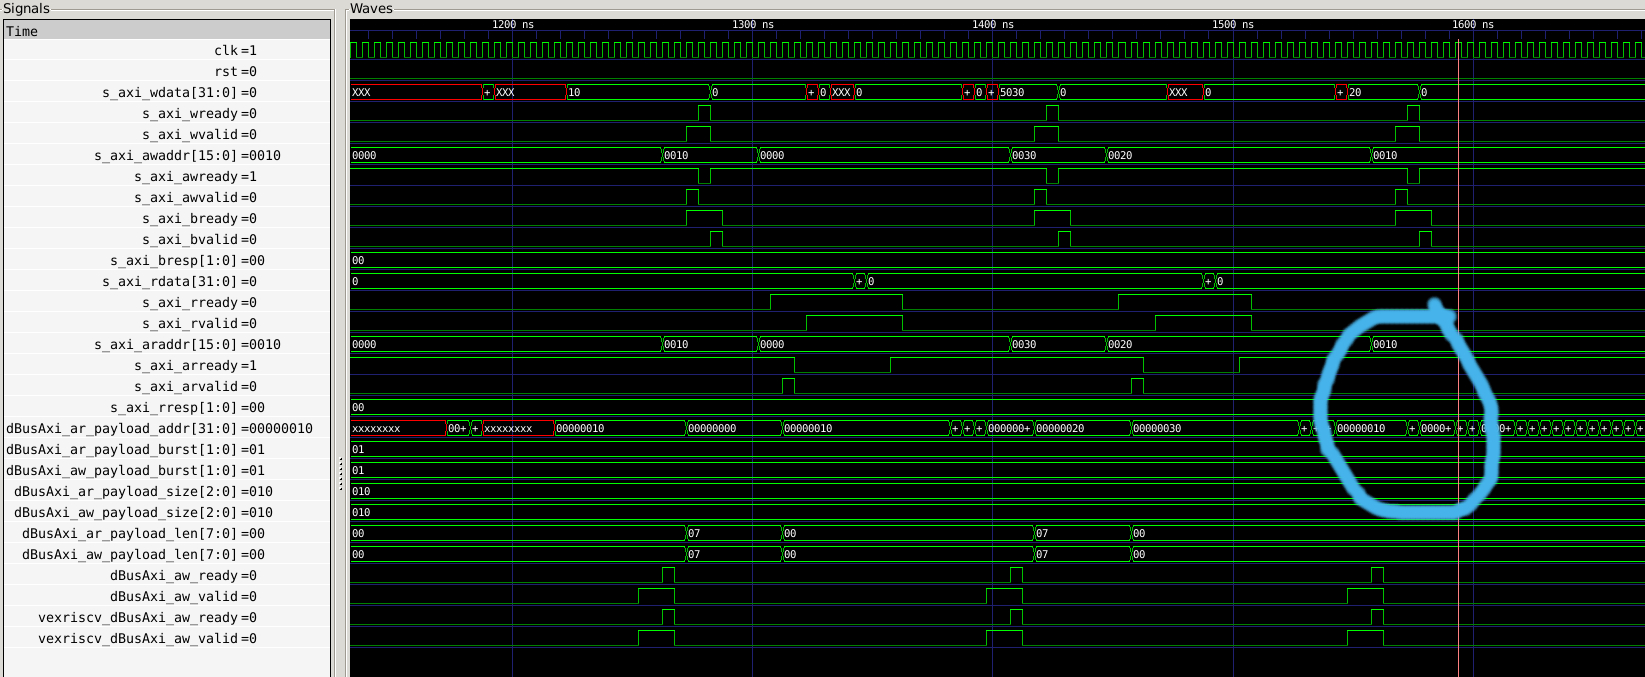 Signals
Waves
Time
1200 ns 1300 ns 1400 ns 1500 ns 1600 ns
clk =1
rst =0
s_axi_wdata[31:0] =0 XXX + XXX 10 0 + 0 XXX 0 + 0 + 5030 0 XXX 0 + 20 0
s_axi_wready =0
s_axi_wvalid =0
s_axi_awaddr[15:0] =0010 0000 0010 0000 0030 0020 0010
s_axi_awready =1
s_axi_awvalid =0
s_axi_bready =0
s_axi_bvalid =0
s_axi_bresp[1:0] =00 00
s_axi_rdata[31:0] =0 0 + 0 + 0
s_axi_rready =0
s_axi_rvalid =0
s_axi_araddr[15:0] =0010 0000 0010 0000 0030 0020 0010
s_axi_arready =1
s_axi_arvalid =0
s_axi_rresp[1:0] =00 00
dBusAxi_ar_payload_addr[31:0] =00000010 xxxxxxxx 00+ + xxxxxxxx 00000010 00000000 00000010 + + + 000000+ 00000020 00000030 + 00000010 + 0000+ + + + + + + + + + + + + +
dBusAxi_ar_payload_burst[1:0] =01 01
dBusAxi_aw_payload_burst[1:0] =01 01
dBusAxi_ar_payload_size[2:0] =010 010
dBusAxi_aw_payload_size[2:0] =010 010
dBusAxi_ar_payload_len[7:0] =00 00 07 00 07 00
dBusAxi_aw_payload_len[7:0] =00 00 07 00 07 00
dBusAxi_aw_ready =0
dBusAxi_aw_valid =0
vexriscv_dBusAxi_aw_ready =0
vexriscv_dBusAxi_aw_valid =0